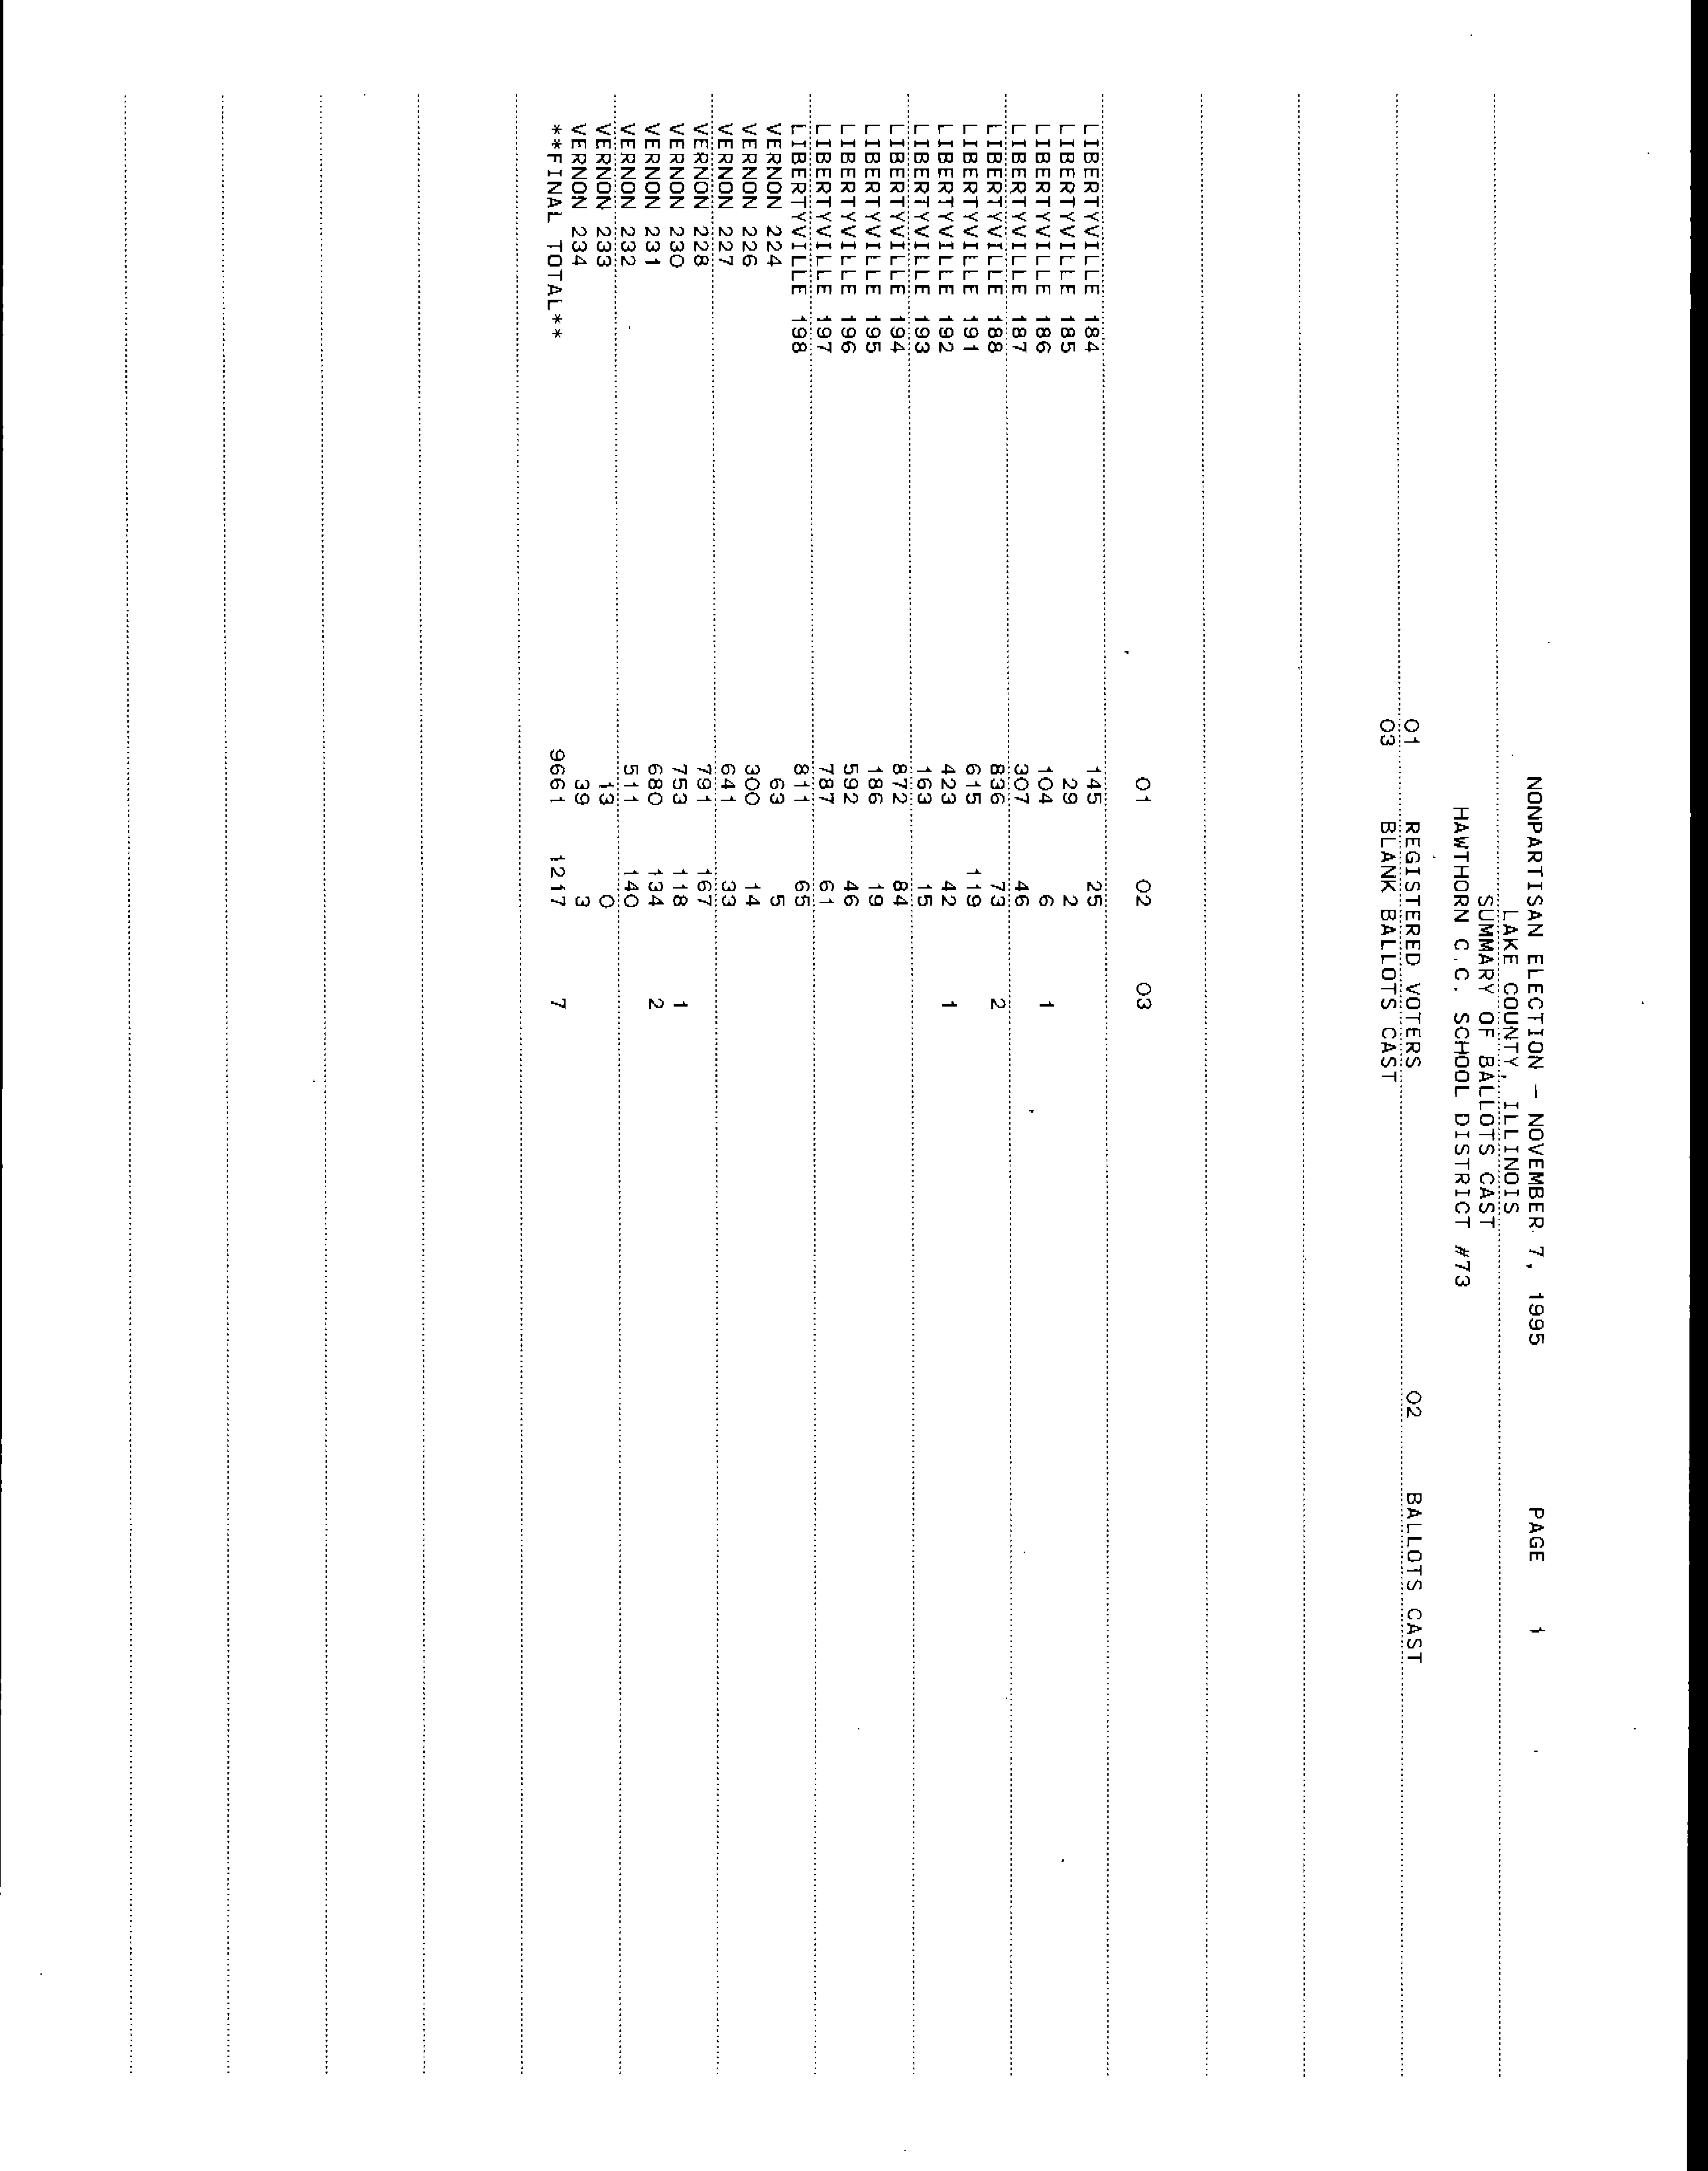 NONPARTISAN ELECTION - NOVEMBER 7, 1995 PAGE 1
LAKE COUNTY, ILLINOIS
SUMMARY OF BALLOTS CAST
HAWTHORN C.C. SCHOOL DISTRICT #73
01 REGISTERED VOTERS 02 BALLOTS CAST
03 BLANK BALLOTS CAST
01 02 03
LIBERTYVILLE 184 145 25
LIBERTYVILLE 185 29 2
LIBERTYVILLE 186 104 6 1
LIBERTYVILLE 187 307 46
LIBERTYVILLE 188 836 73 2
LIBERTYVILLE 191 615 119
LIBERTYVILLE 192 423 42 1
LIBERTYVILLE 193 163 15
LIBERTYVILLE 194 872 84
LIBERTYVILLE 195 186 19
LIBERTYVILLE 196 592 46
LIBERTYVILLE 197 787 61
LIBERTYVILLE 198 811 65
VERNON 224 63 5
VERNON 226 300 14
VERNON 227 641 33
VERNON 228 791 167
VERNON 230 753 118 1
VERNON 231 680 134 2
VERNON 232 511 140
VERNON 233 13 0
VERNON 234 39 3
**FINAL TOTAL** 9661 1217 7